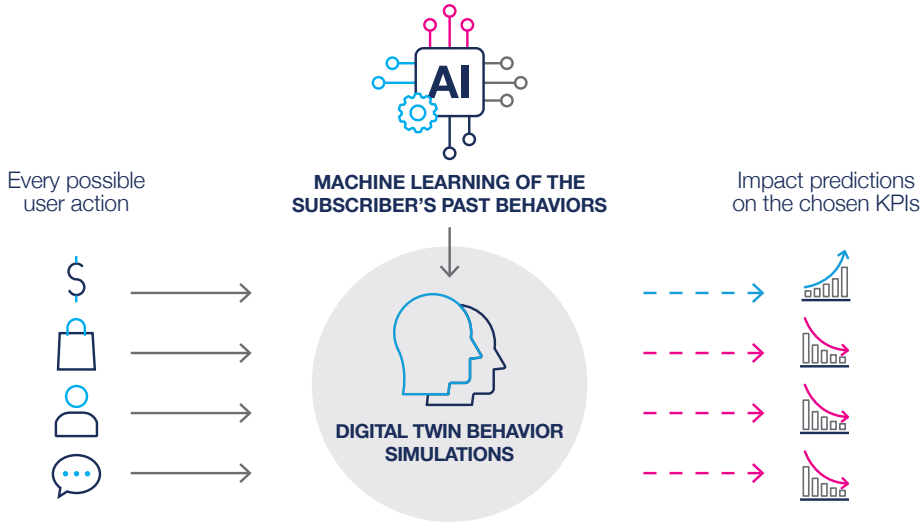 AI
MACHINE LEARNING OF THE
SUBSCRIBER'S PAST BEHAVIORS
Every possible
user action
Impact predictions
on the chosen KPIs
$
DIGITAL TWIN BEHAVIOR
SIMULATIONS